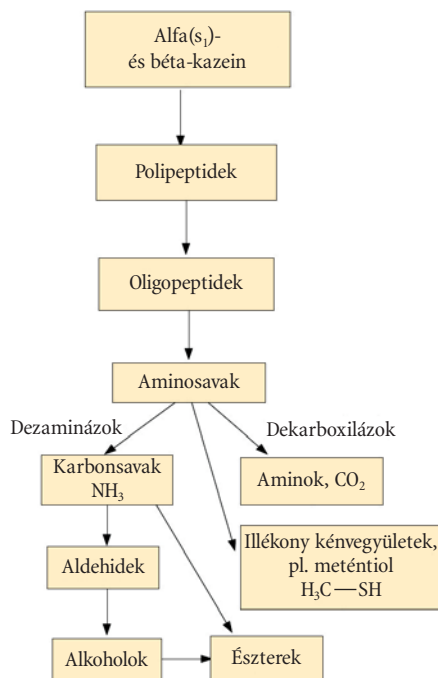 Alfa(s₁)-
és béta-kazein
Polipeptidek
Oligopeptidek
Aminosavak
Dezaminázok
Dekarboxilázok
Karbonsavak
NH₃
Aminok, CO₂
Illékony kénvegyületek,
pl. meténtiol
H₃C—SH
Aldehidek
Alkoholok
Észterek